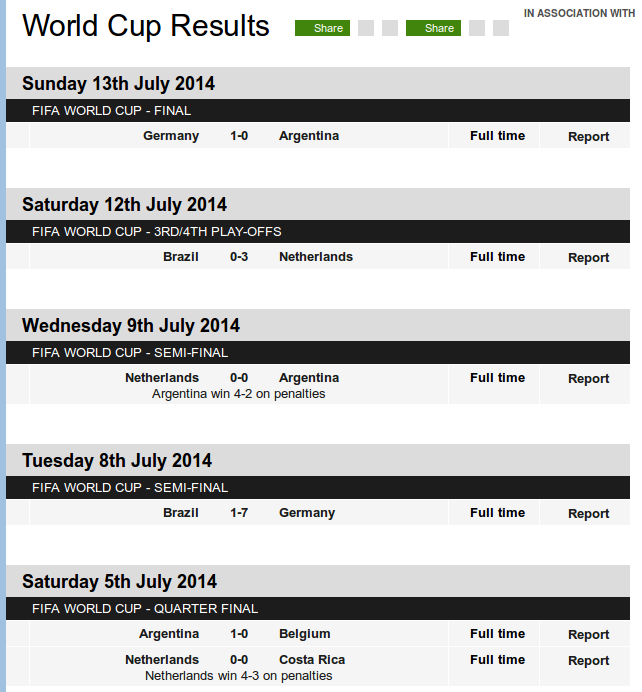 World Cup Results Share Share IN ASSOCIATION WITH
Sunday 13th July 2014
FIFA WORLD CUP - FINAL
Germany 1-0 Argentina Full time Report
Saturday 12th July 2014
FIFA WORLD CUP - 3RD/4TH PLAY-OFFS
Brazil 0-3 Netherlands Full time Report
Wednesday 9th July 2014
FIFA WORLD CUP - SEMI-FINAL
Netherlands 0-0 Argentina Full time Report
Argentina win 4-2 on penalties
Tuesday 8th July 2014
FIFA WORLD CUP - SEMI-FINAL
Brazil 1-7 Germany Full time Report
Saturday 5th July 2014
FIFA WORLD CUP - QUARTER FINAL
Argentina 1-0 Belgium Full time Report
Netherlands 0-0 Costa Rica Full time Report
Netherlands win 4-3 on penalties